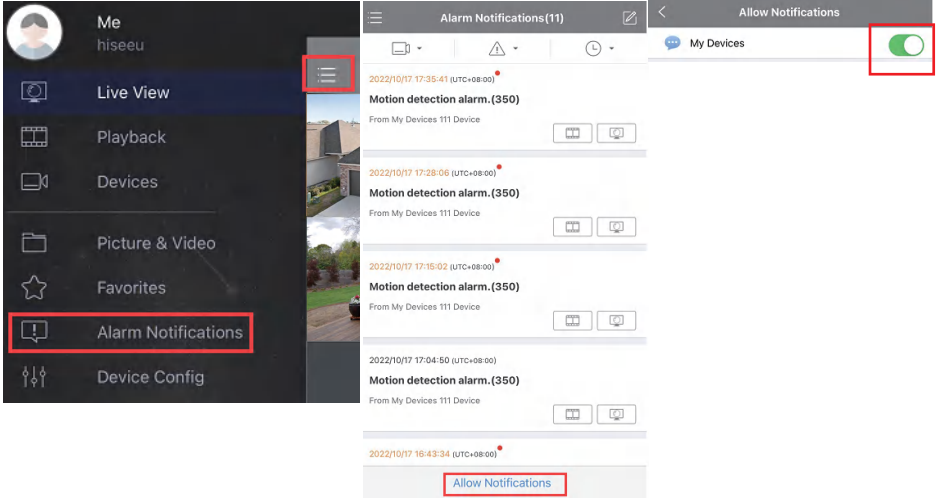 Me
hiseeu
Live View
Playback
Devices
Picture & Video
Favorites
Alarm Notifications
Device Config
Alarm Notifications(11)
2022/10/17 17:35:41 (UTC+08:00)
Motion detection alarm.(350)
From My Devices 111 Device
2022/10/17 17:28:06 (UTC+08:00)
Motion detection alarm.(350)
From My Devices 111 Device
2022/10/17 17:15:02 (UTC+08:00)
Motion detection alarm.(350)
From My Devices 111 Device
2022/10/17 17:04:50 (UTC+08:00)
Motion detection alarm.(350)
From My Devices 111 Device
2022/10/17 16:43:34 (UTC+08:00)
Allow Notifications
Allow Notifications
My Devices